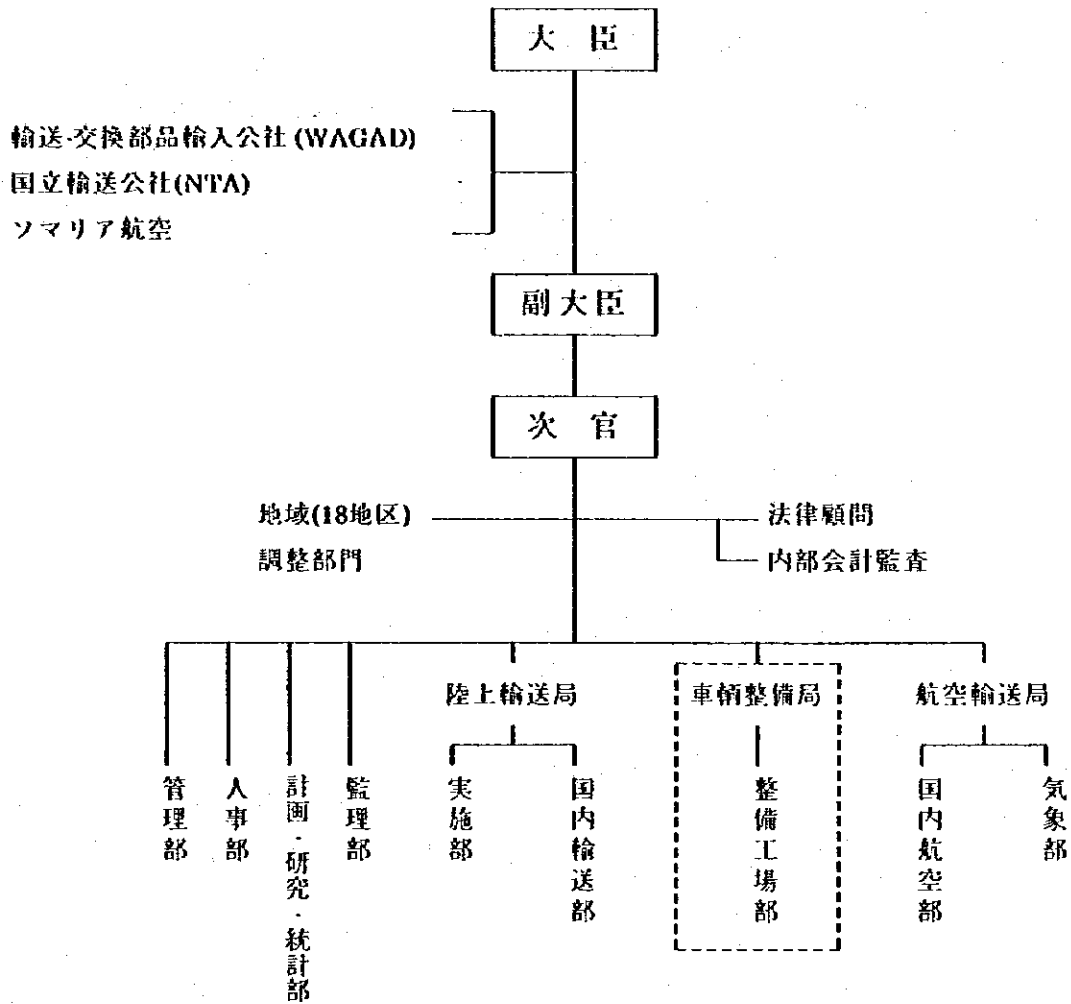 大 臣
輸送・交換部品輸入公社 (WAGAD)
国立輸送公社(NTA)
ソマリア航空
副大臣
次 官
地域(18地区)
調整部門
法律顧問
内部会計監査
陸上輸送局
車輌整備局
航空輸送局
管理部
人事部
計画・研究・統計部
監理部
実施部
国内輸送部
整備工場部
国内航空部
気象部